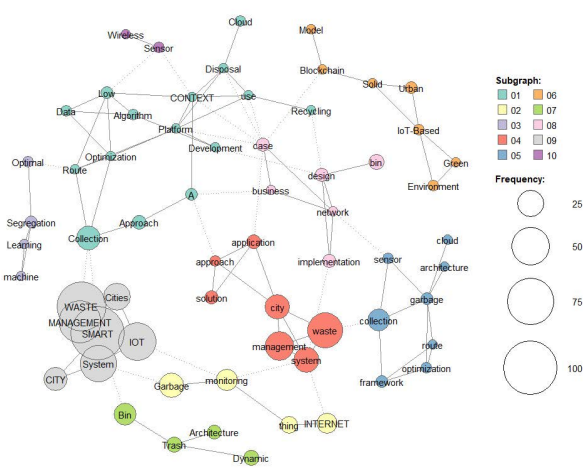 Cloud
Model
Wireless
Sensor
Disposal
Blockchain
Solid
Urban
Low
CONTEXT
use
Data
Algorithm
Recycling
Platform
IoT-Based
Development
case
Optimization
Optimal
Route
design
bin
Green
Environment
business
A
network
Segregation
Approach
Collection
Learning
application
cloud
machine
approach
implementation
sensor
architecture
solution
garbage
Cities
WASTE
city
MANAGEMENT
collection
SMART
waste
IOT
management
route
System
system
optimization
CITY
Garbage
monitoring
framework
Bin
thing
INTERNET
Architecture
Trash
Dynamic
Subgraph:
01 06
02 07
03 08
04 09
05 10
Frequency:
25
50
75
100